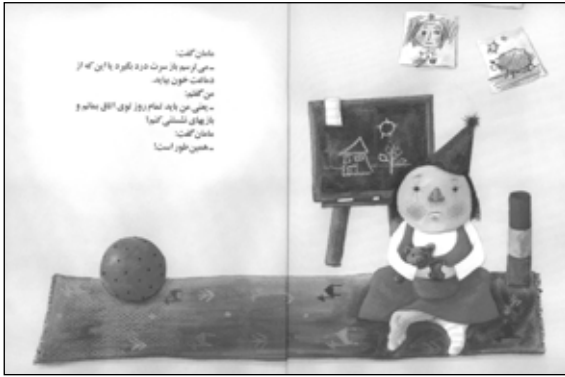 مامان گفت:
ـ می‌ترسم باز سرت درد بگیرد یا این که از
دماغت خون بیاید.
من گفتم:
ـ یعنی من باید تمام روز توی اتاق بمانم و
بازیهای نشستنی کنم؟
مامان گفت:
ـ همین طور است!